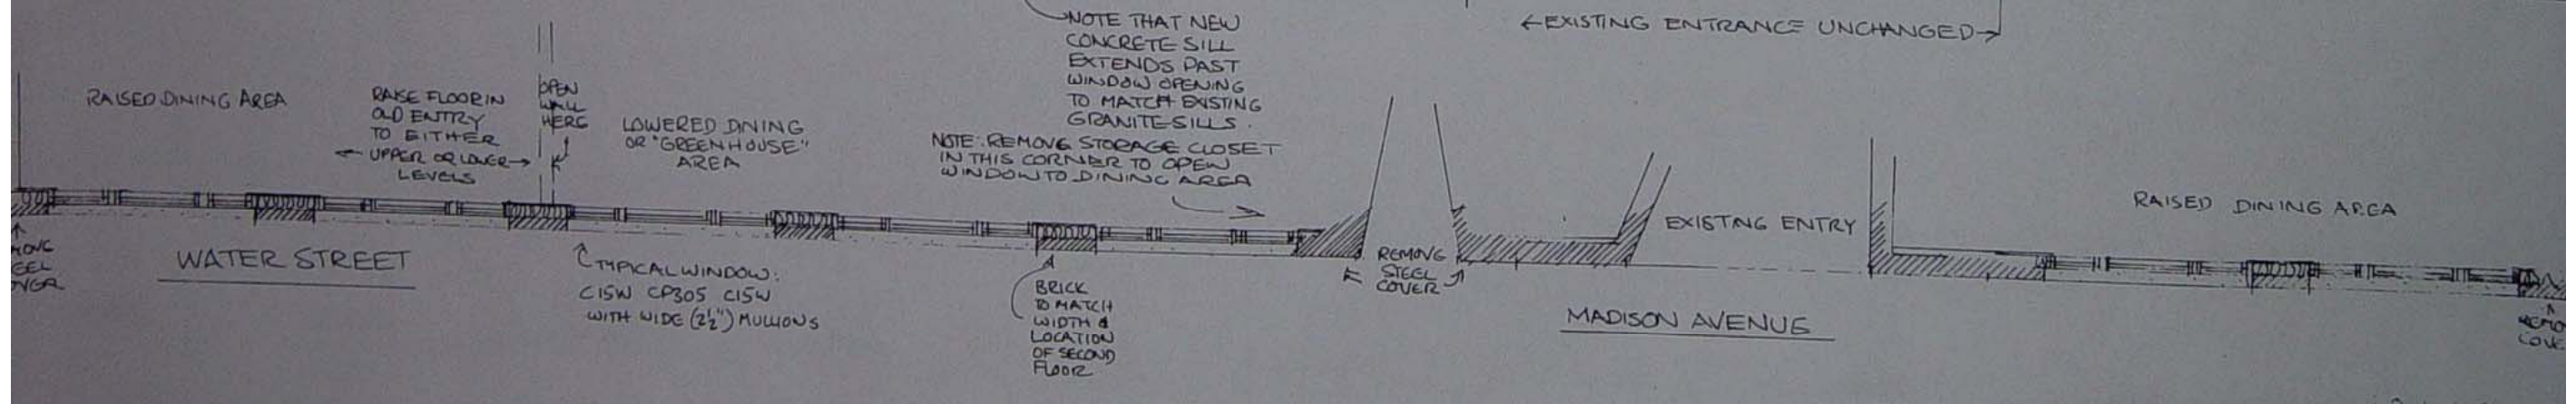 NOTE THAT NEW
CONCRETE SILL
EXTENDS PAST
WINDOW OPENING
TO MATCH EXISTING
GRANITE SILLS.
←EXISTING ENTRANCE UNCHANGED→
RAISED DINING AREA
RAISE FLOOR IN
OLD ENTRY
TO EITHER
← UPPER OR LOWER→
LEVELS
OPEN
WALL
HERE
LOWERED DINING
OR "GREENHOUSE"
AREA
NOTE: REMOVE STORAGE CLOSET
IN THIS CORNER TO OPEN
WINDOW TO DINING AREA
EXISTING ENTRY
RAISED DINING AREA
WATER STREET
TYPICAL WINDOW:
C15W CP305 C15W
WITH WIDE (2½") MULLIONS
BRICK
TO MATCH
WIDTH &
LOCATION
OF SECOND
FLOOR
REMOVE
STEEL
COVER
MADISON AVENUE